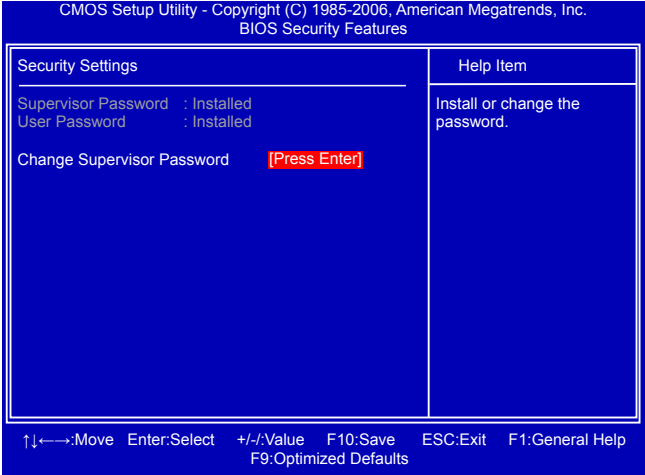 CMOS Setup Utility - Copyright (C) 1985-2006, American Megatrends, Inc.
BIOS Security Features
Security Settings
Help Item
Supervisor Password : Installed
User Password : Installed
Install or change the
password.
Change Supervisor Password [Press Enter]
↑↓←→:Move Enter:Select +/-/:Value F10:Save ESC:Exit F1:General Help
F9:Optimized Defaults